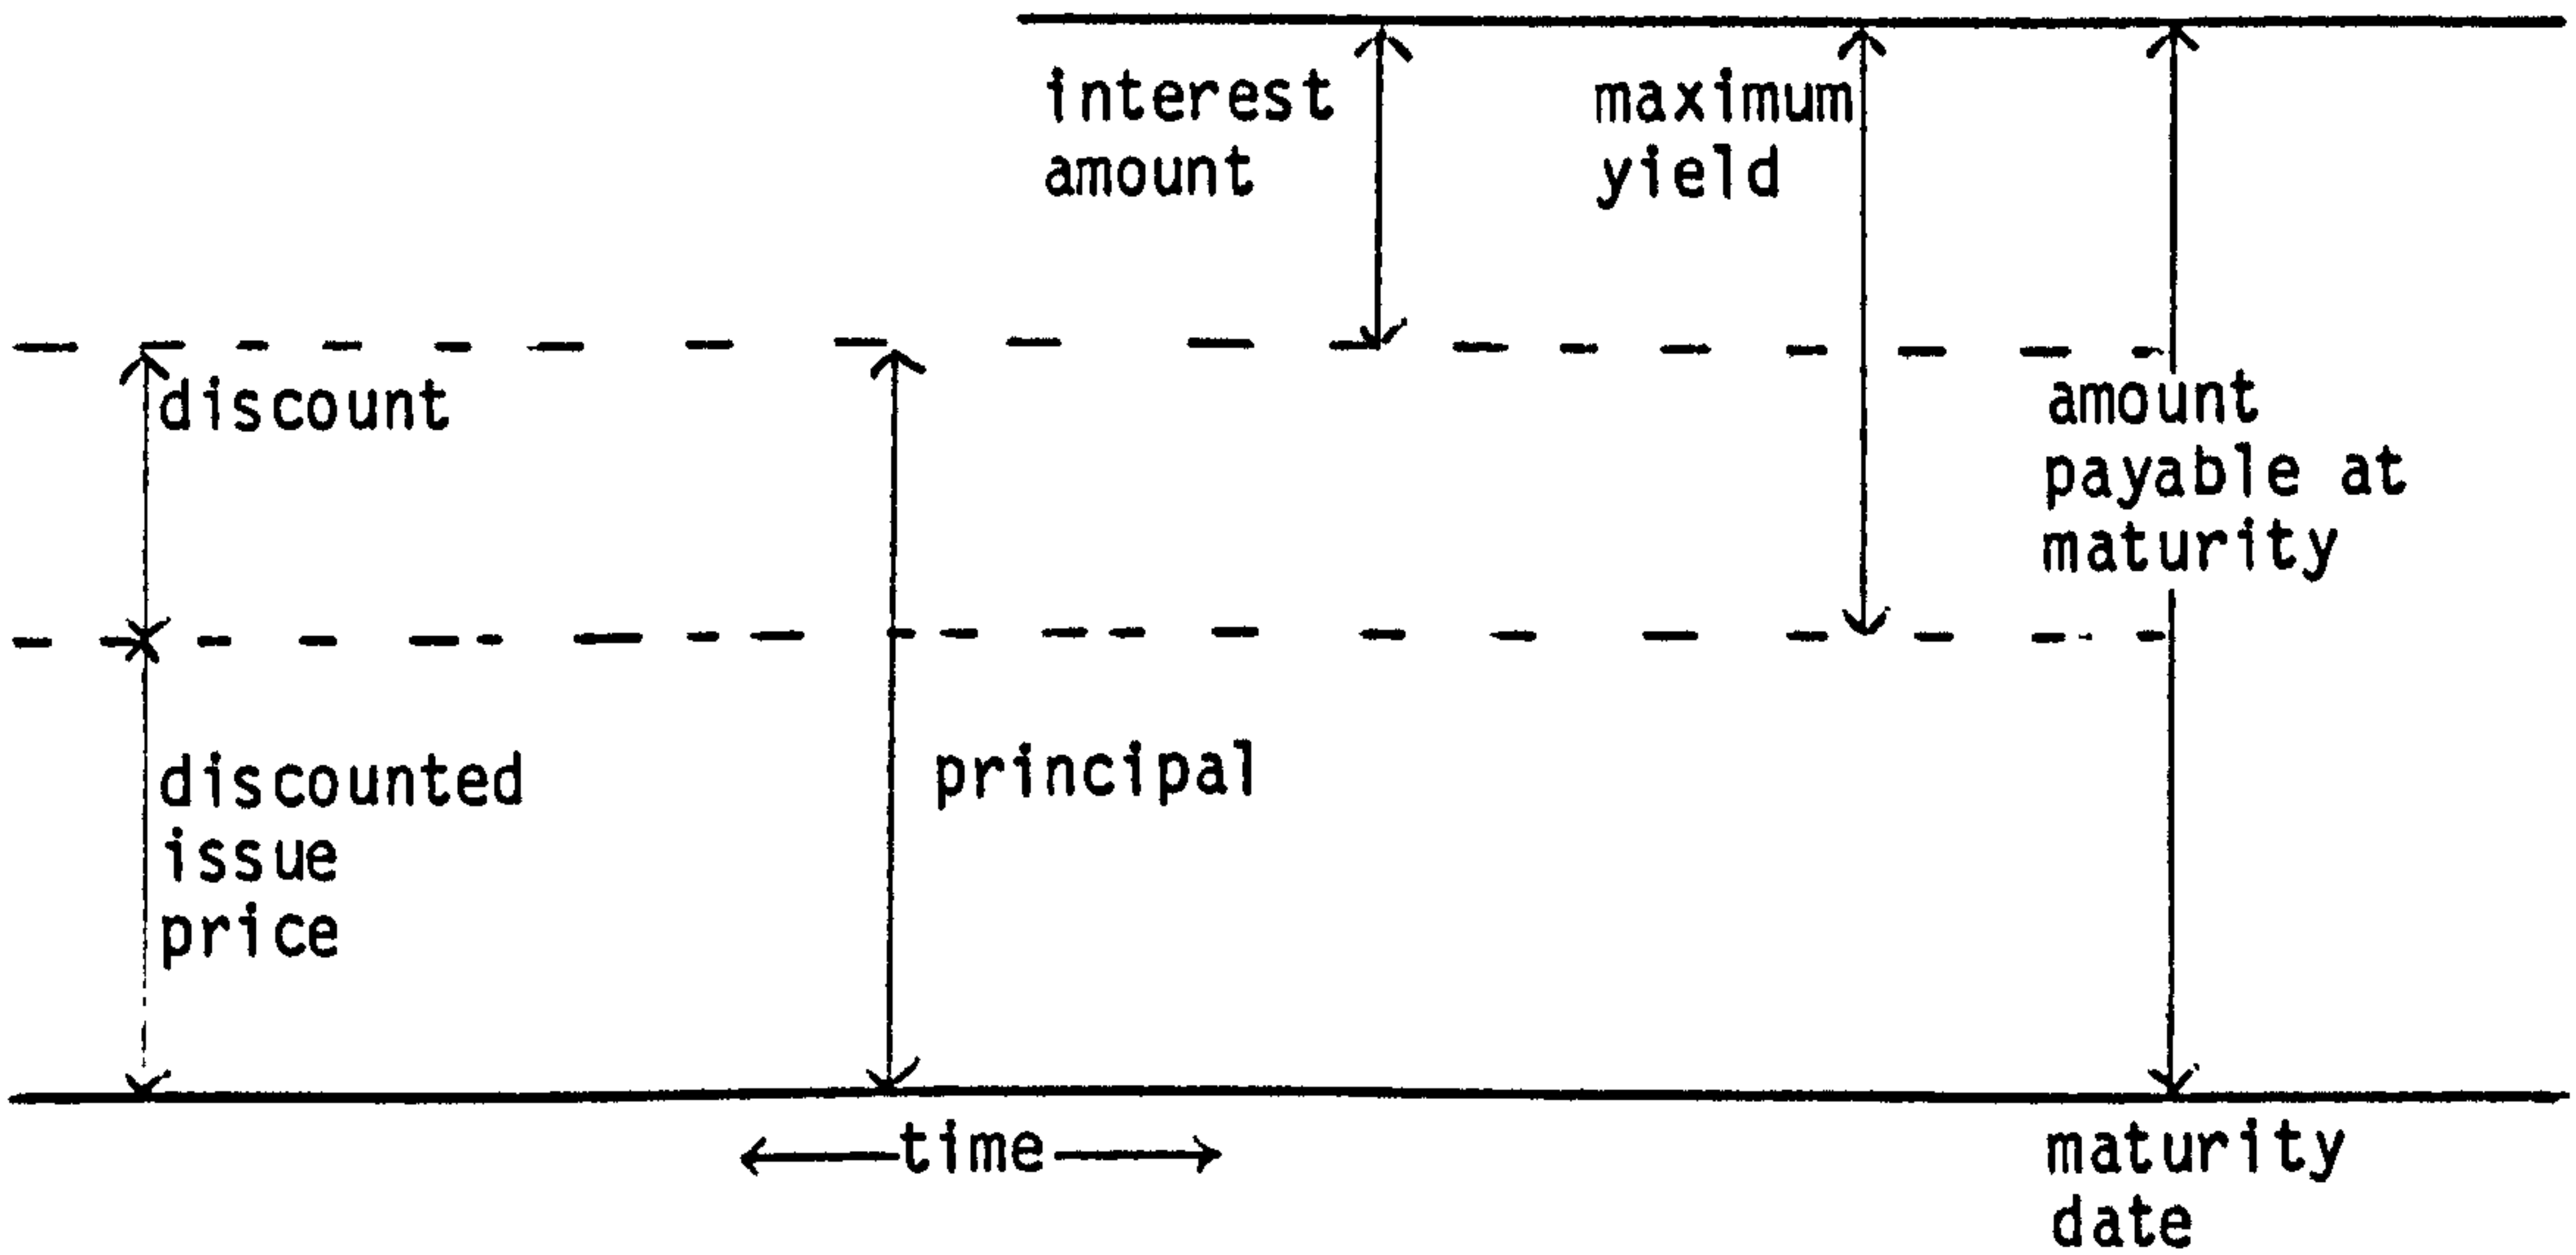 interest
amount
maximum
yield
discount
amount
payable at
maturity
discounted
issue
price
principal
time
maturity
date